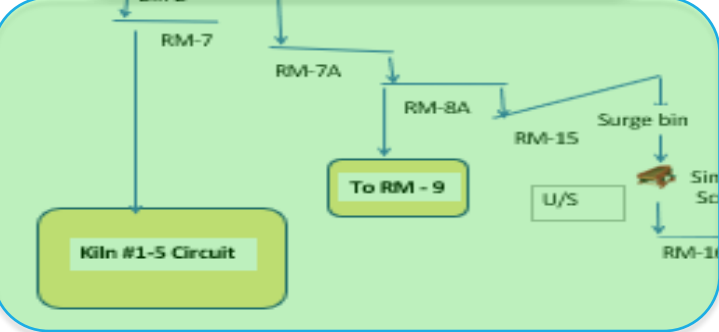 RM-7
RM-7A
RM-8A
RM-15
Surge bin
To RM - 9
U/S
Kiln #1-5 Circuit